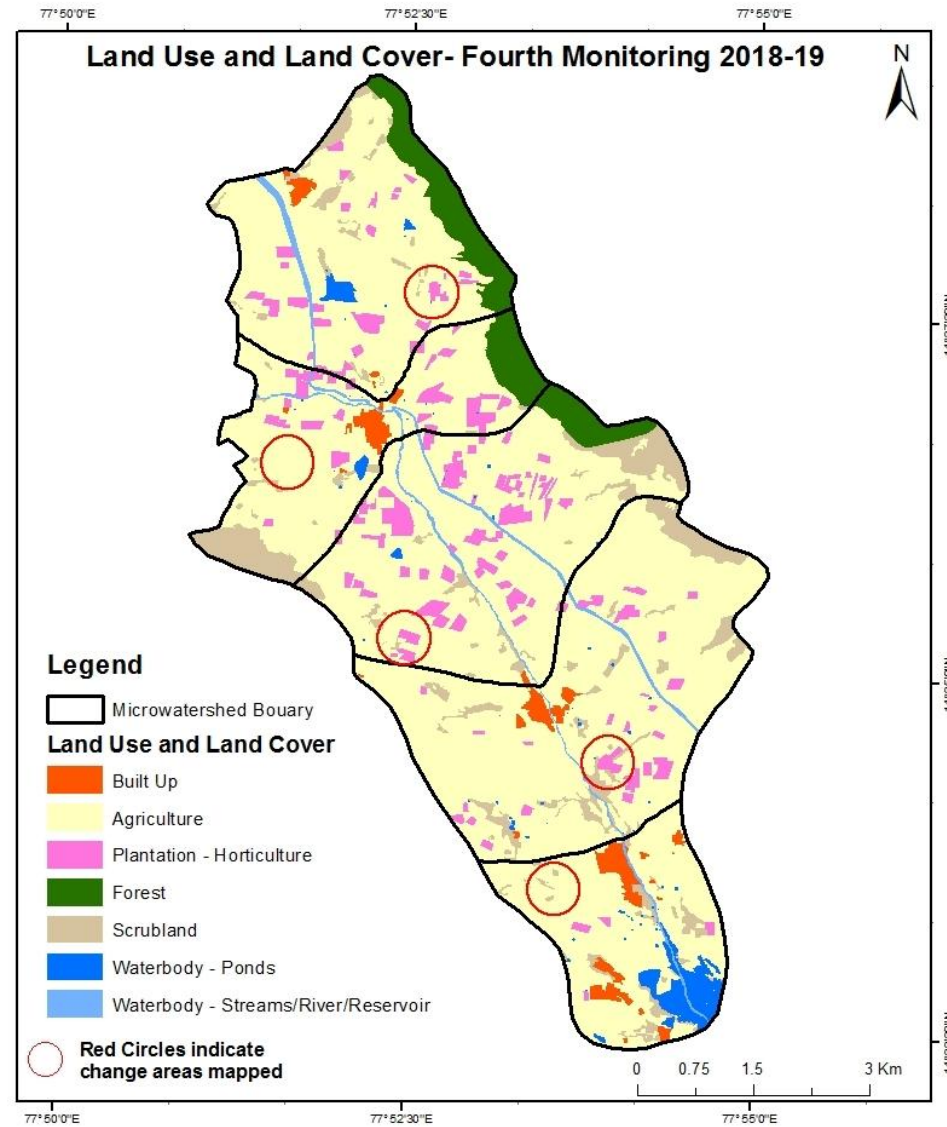 77°50'0"E 77°52'30"E 77°55'0"E
Land Use and Land Cover- Fourth Monitoring 2018-19
N
Legend
Microwatershed Bouary
Land Use and Land Cover
Built Up
Agriculture
Plantation - Horticulture
Forest
Scrubland
Waterbody - Ponds
Waterbody - Streams/River/Reservoir
Red Circles indicate
change areas mapped
0 0.75 1.5 3 Km
77°50'0"E 77°52'30"E 77°55'0"E